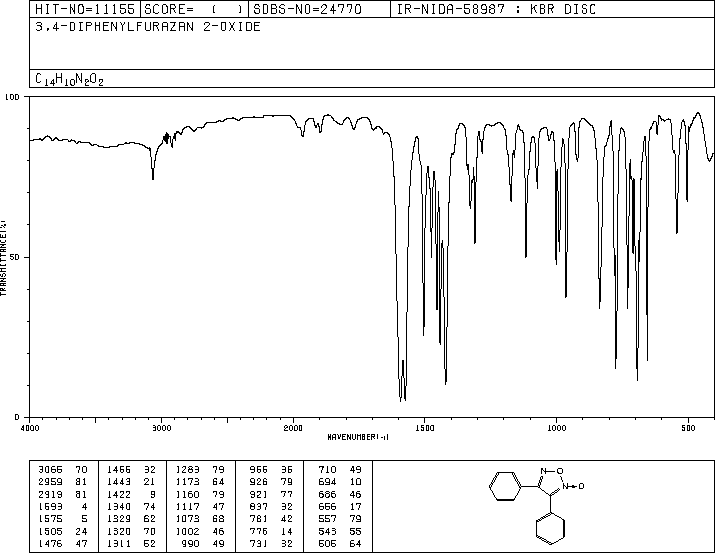 HIT-NO=11155 SCORE= ( ) SDBS-NO=24770 IR-NIDA-58987 : KBR DISC
3,4-DIPHENYLFURAZAN 2-OXIDE
C14H10N2O2
100
50
0
TRANSMITTANCE(%)
4000 3000 2000 1500 1000 500
WAVENUMBER(-1)
3066 70 1466 32 1283 79 966 36 710 49
2959 81 1443 21 1173 64 926 79 694 10
2919 81 1422 9 1160 79 921 77 686 46
1593 4 1340 74 1117 47 837 32 656 17
1575 5 1329 62 1073 68 781 42 557 79
1505 24 1320 70 1002 46 776 14 543 55
1476 47 1311 52 990 49 731 32 505 64
N O
N O